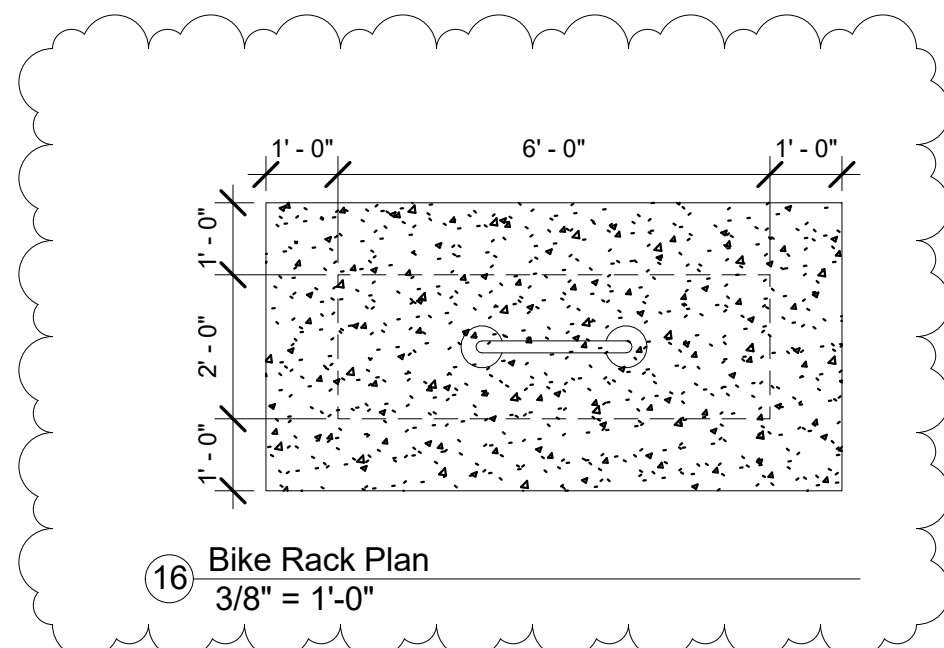 1' - 0" 6' - 0" 1' - 0"
1' - 0"
2' - 0"
1' - 0"
16 Bike Rack Plan
3/8" = 1'-0"